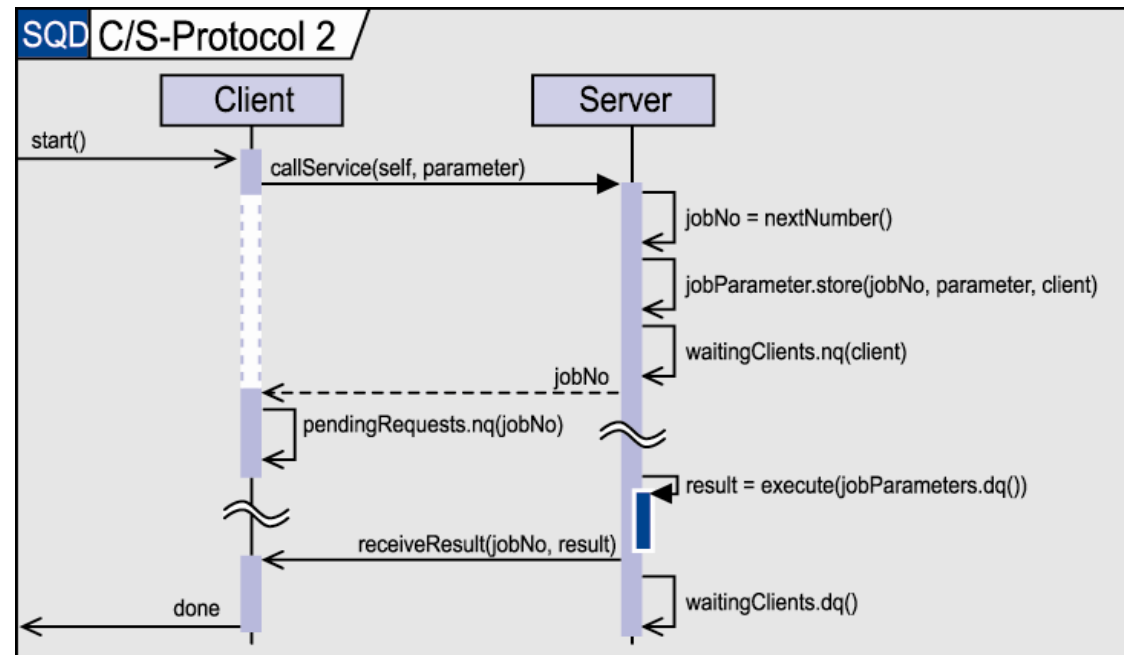 SQD C/S-Protocol 2
Client
Server
start()
callService(self, parameter)
jobNo = nextNumber()
jobParameter.store(jobNo, parameter, client)
waitingClients.nq(client)
jobNo
pendingRequests.nq(jobNo)
result = execute(jobParameters.dq())
receiveResult(jobNo, result)
waitingClients.dq()
done